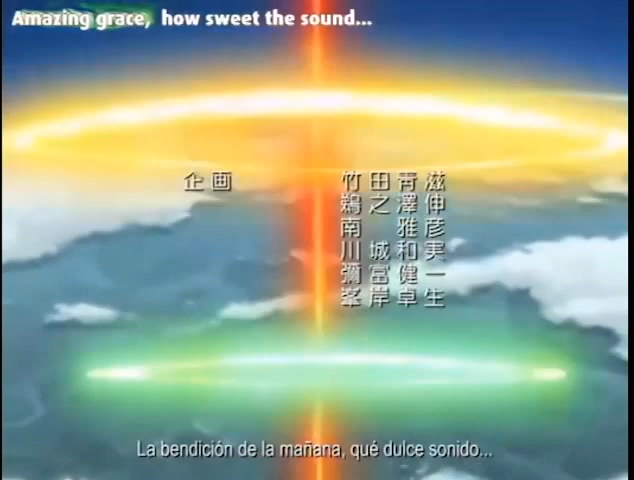 Amazing grace, how sweet the sound...
企画 竹田青滋
鵜之澤伸
南 雅彦
川城和実
彌富健一
峯岸卓生
La bendición de la mañana, qué dulce sonido...